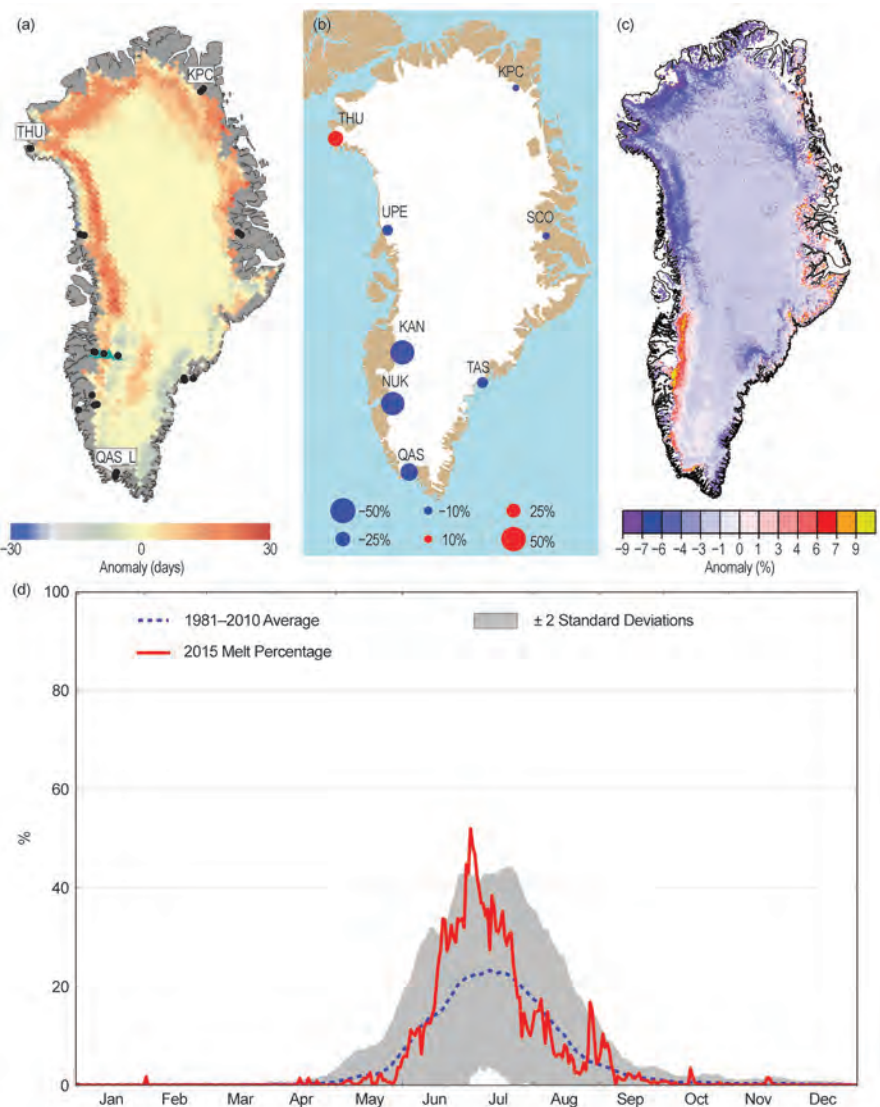 (a)
KPC
THU
QAS_L
−30 0 30
Anomaly (days)
(b)
KPC
THU
UPE
SCO
KAN
TAS
NUK
QAS
−50% −10% 25%
−25% 10% 50%
(c)
−9 −7 −6 −4 −3 −1 0 1 3 4 6 7 9
Anomaly (%)
(d)
100
80
60
40
20
0
%
1981–2010 Average
± 2 Standard Deviations
2015 Melt Percentage
Jan Feb Mar Apr May Jun Jul Aug Sep Oct Nov Dec